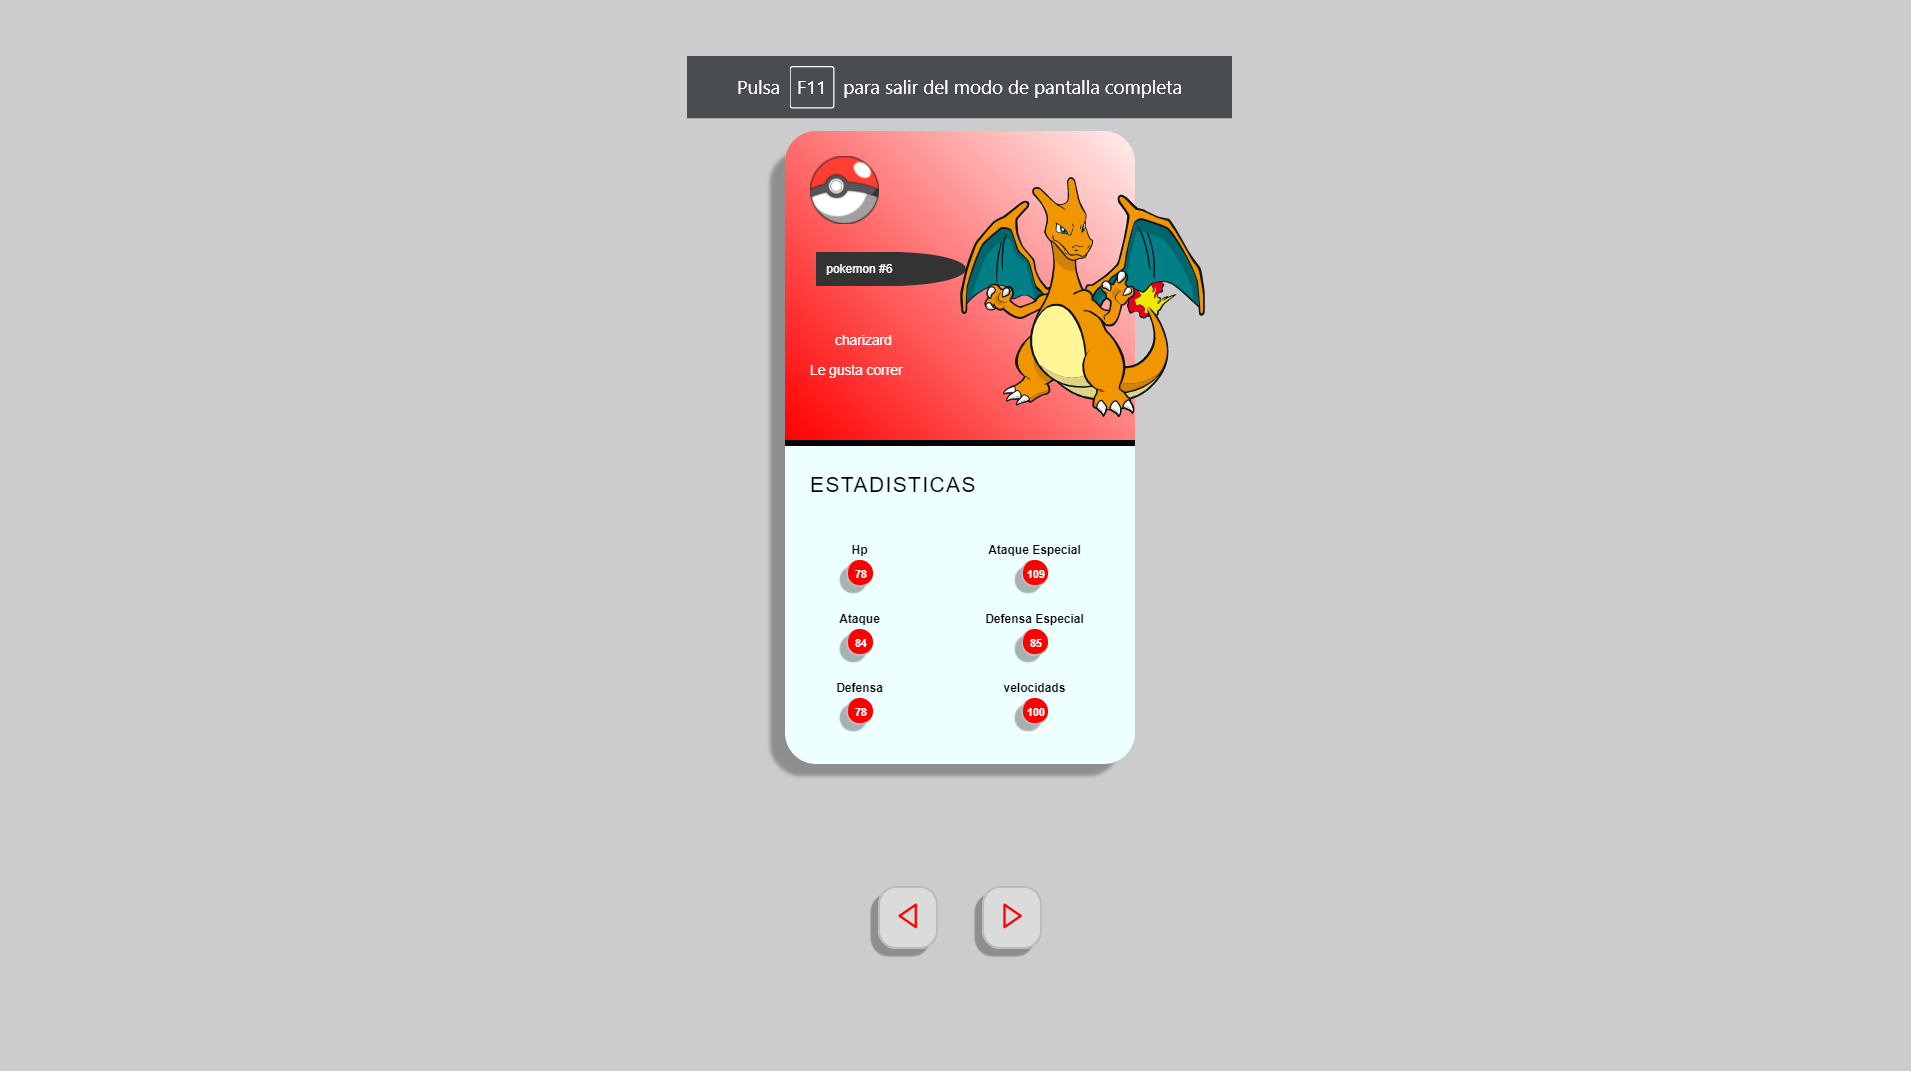 Pulsa F11 para salir del modo de pantalla completa
pokemon #6
charizard
Le gusta correr
ESTADISTICAS
Hp
78
Ataque Especial
109
Ataque
84
Defensa Especial
85
Defensa
78
velocidads
100